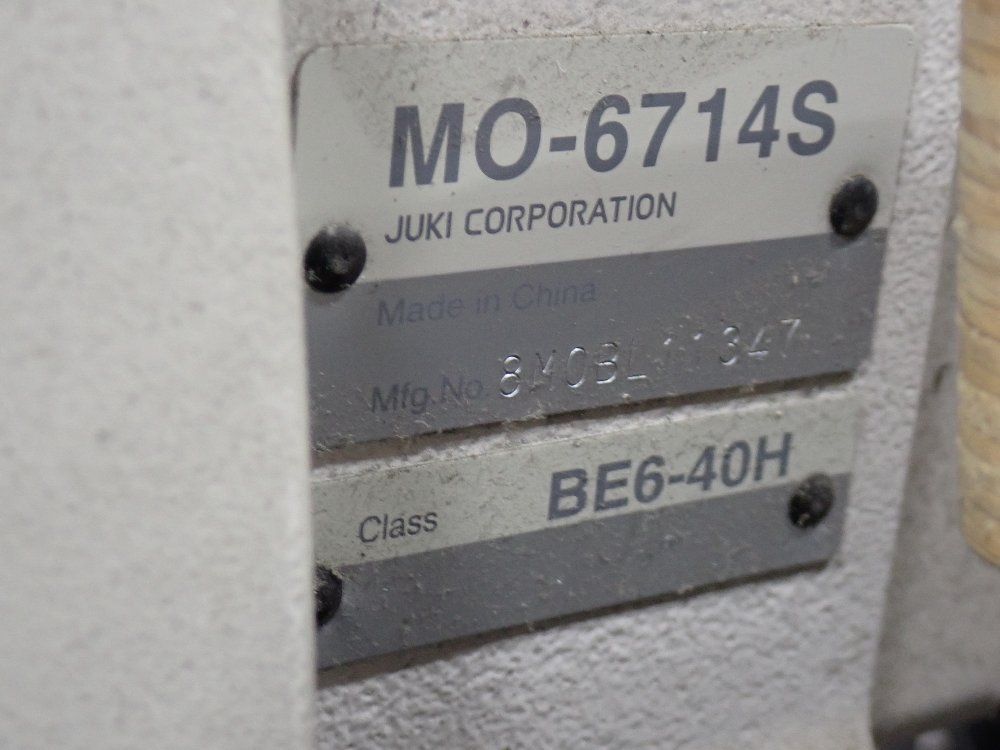 MO-6714S
JUKI CORPORATION
Made in China
Mfg.No. 8M0BL11347
Class BE6-40H